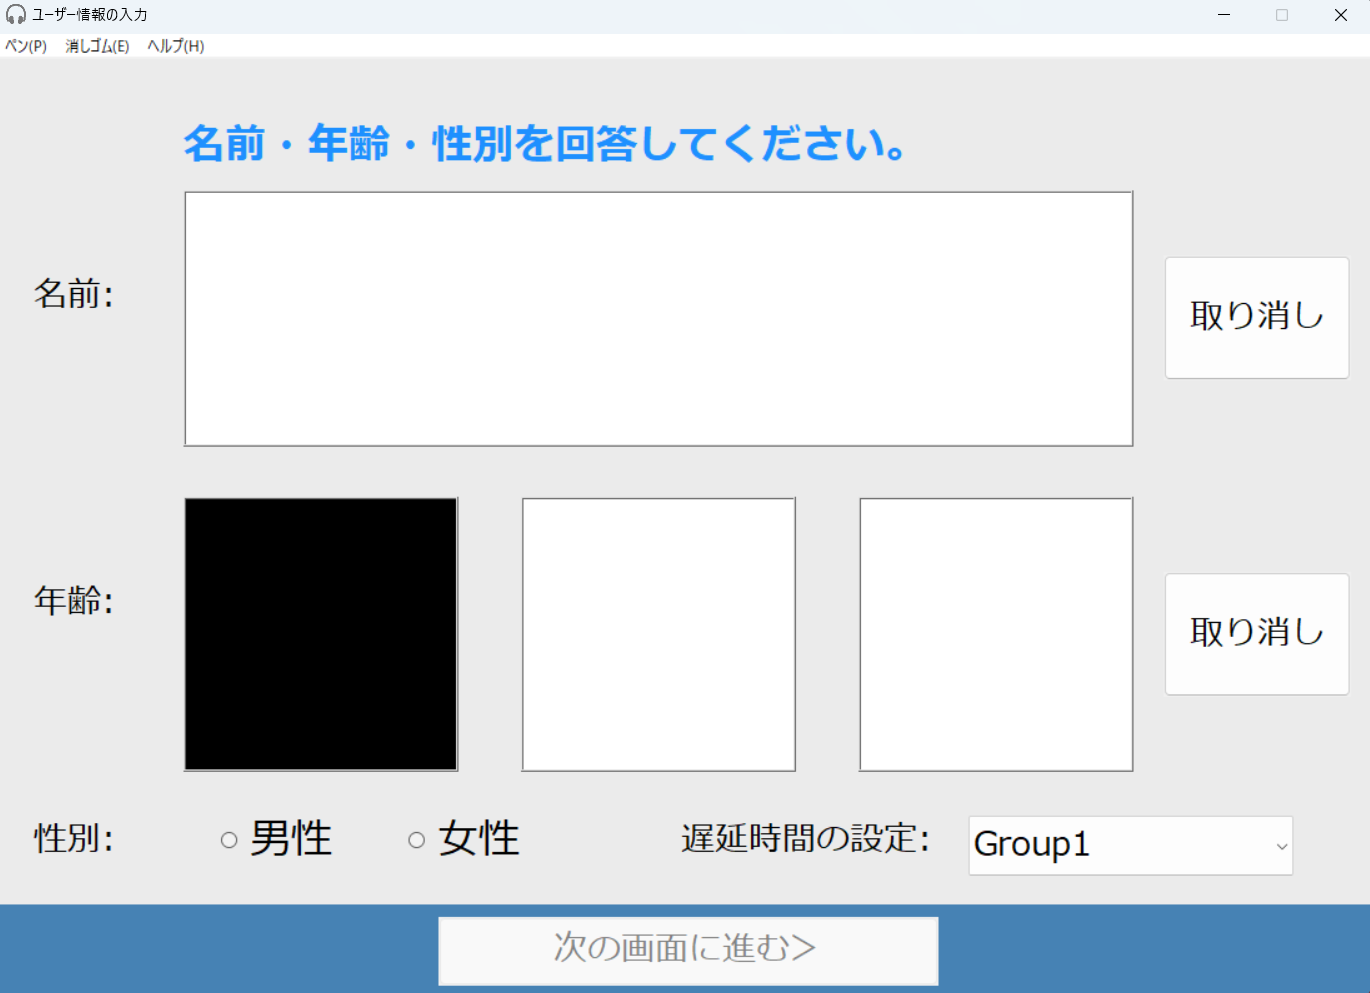 ユーザー情報の入力
ペン(P) 消しゴム(E) ヘルプ(H)
名前・年齢・性別を回答してください。
名前:
取り消し
年齢:
取り消し
性別: 男性 女性 遅延時間の設定: Group1
次の画面に進む>